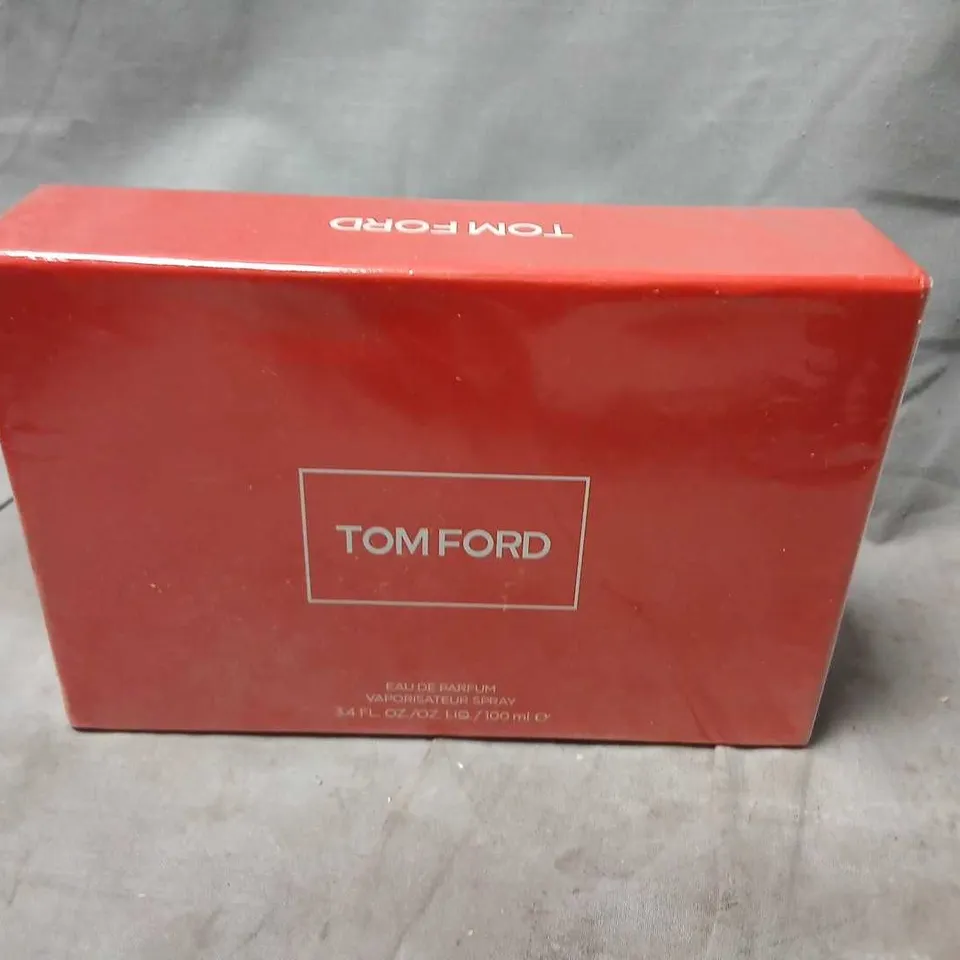 TOM FORD
TOM FORD
EAU DE PARFUM
VAPORISATEUR SPRAY
3.4 FL. OZ./OZ. LIQ./100 ml ℮